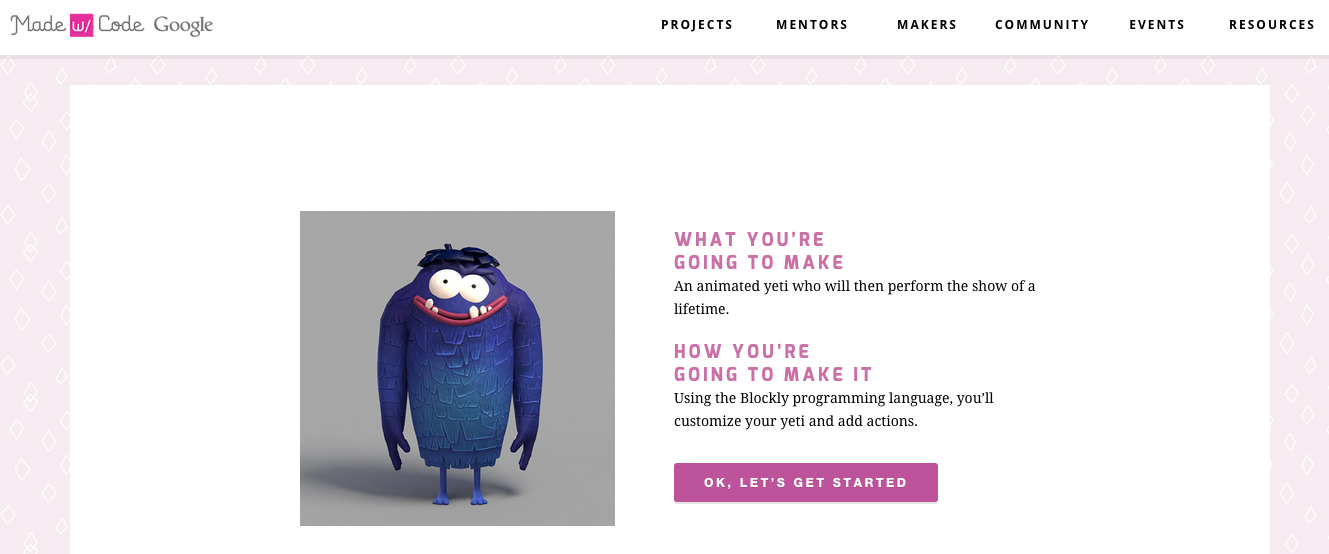 Made w/ Code Google
PROJECTS MENTORS MAKERS COMMUNITY EVENTS RESOURCES
WHAT YOU’RE
GOING TO MAKE
An animated yeti who will then perform the show of a
lifetime.
HOW YOU’RE
GOING TO MAKE IT
Using the Blockly programming language, you’ll
customize your yeti and add actions.
OK, LET’S GET STARTED